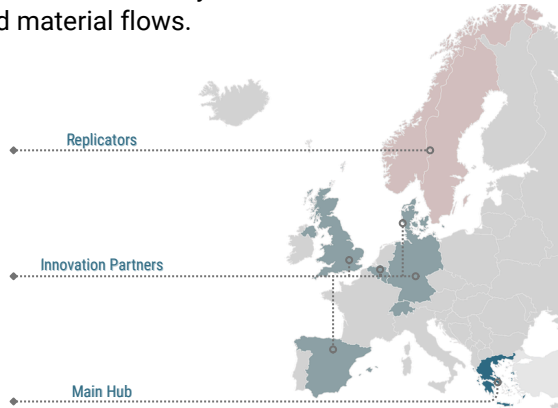 d material flows.
Replicators
Innovation Partners
Main Hub